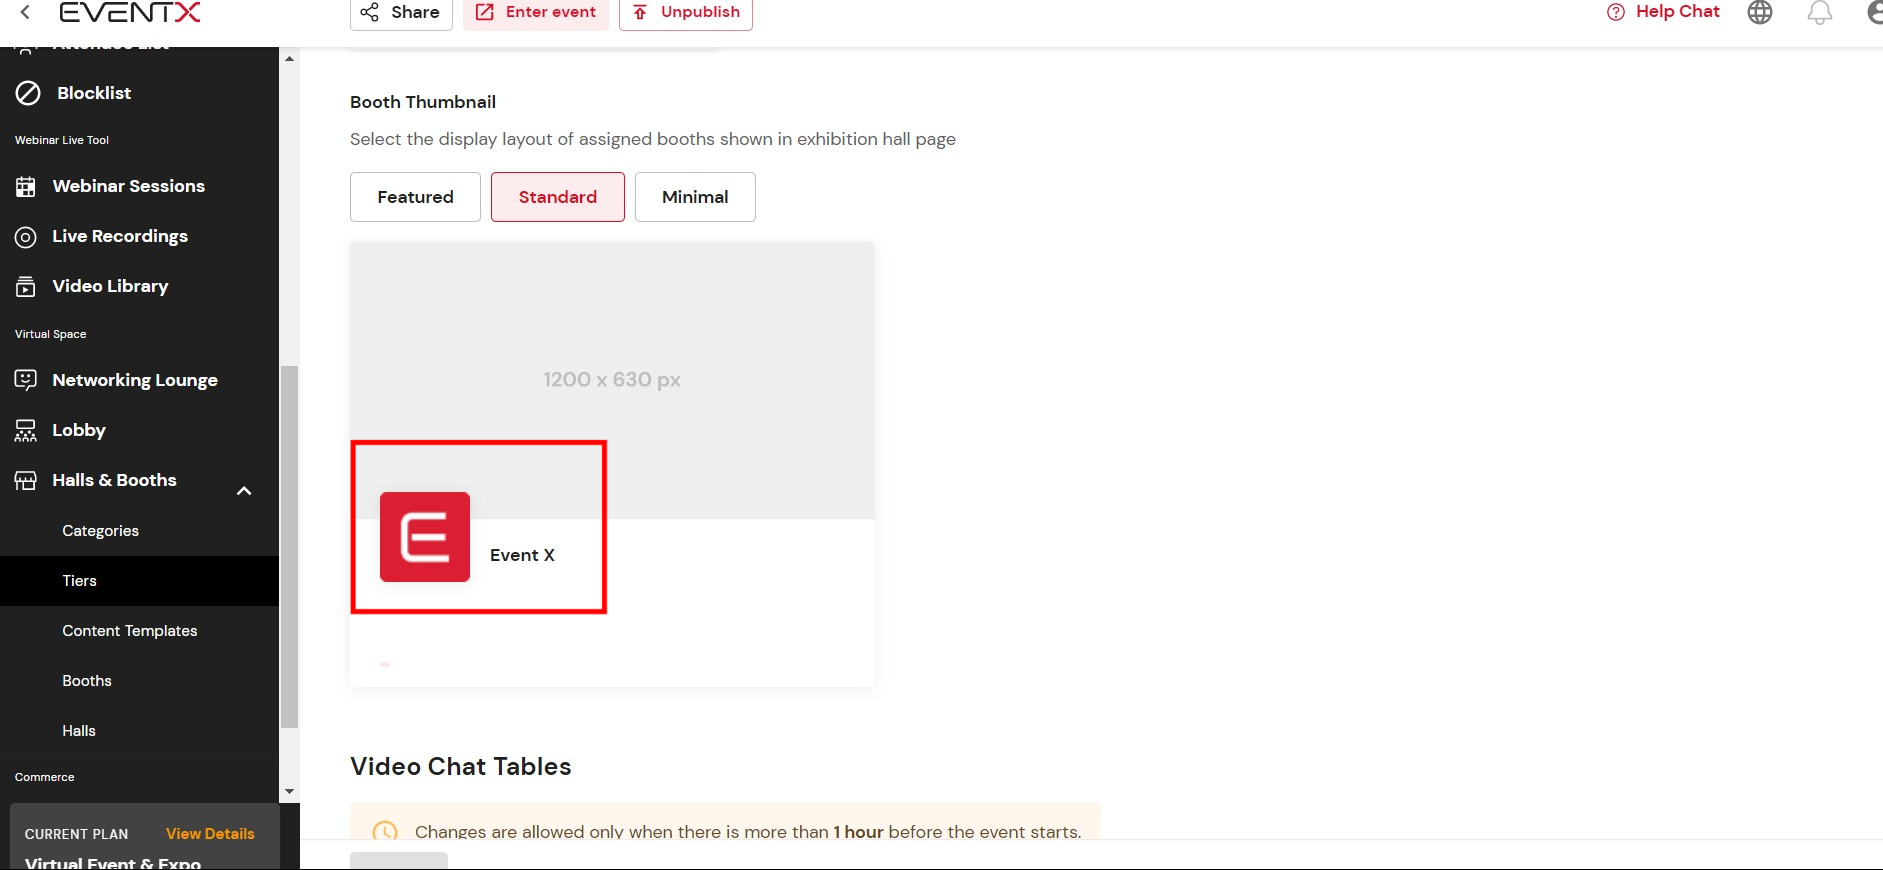 EVENTX
Share
Enter event
Unpublish
Help Chat
Attendee List
Blocklist
Webinar Live Tool
Webinar Sessions
Live Recordings
Video Library
Virtual Space
Networking Lounge
Lobby
Halls & Booths
Categories
Tiers
Content Templates
Booths
Halls
Commerce
CURRENT PLAN View Details
Virtual Event & Expo
Booth Thumbnail
Select the display layout of assigned booths shown in exhibition hall page
Featured
Standard
Minimal
1200 x 630 px
E
Event X
Video Chat Tables
Changes are allowed only when there is more than 1 hour before the event starts.